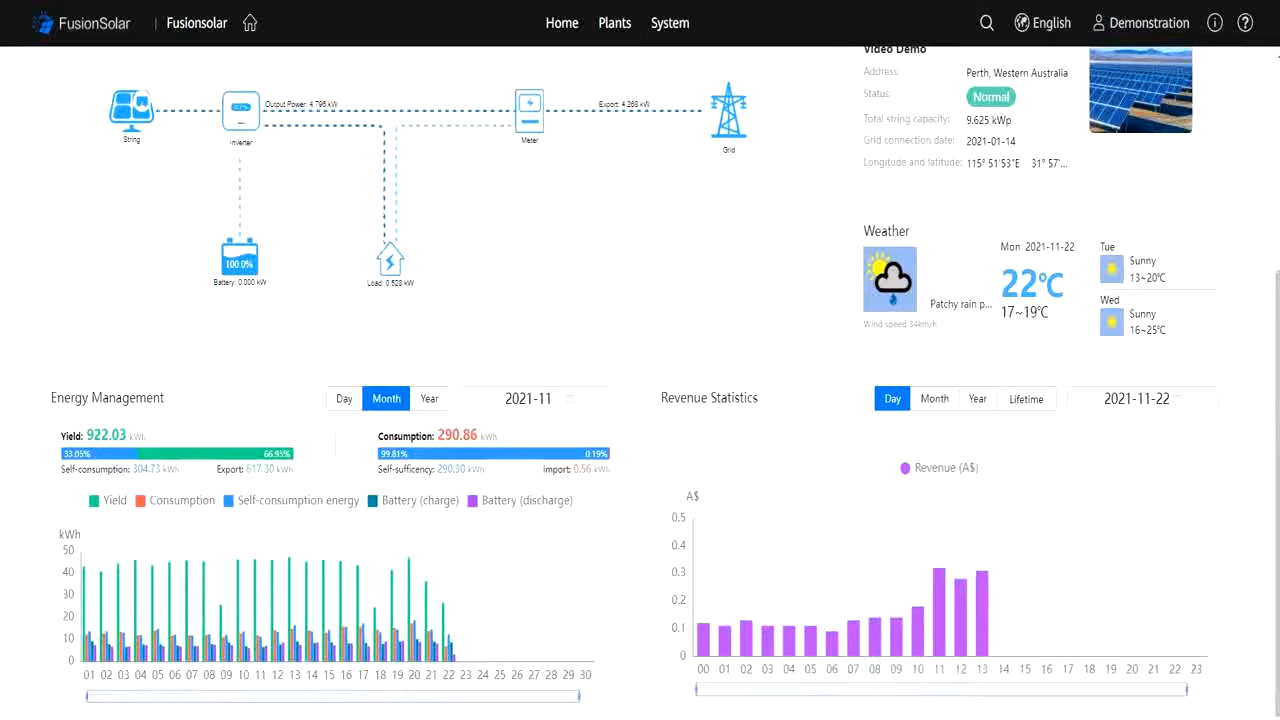 FusionSolar | Fusionsolar Home Plants System English Demonstration
Video Demo
Address: Perth, Western Australia
Status: Normal
Total string capacity: 9.625 kWp
Grid connection date: 2021-01-14
Longitude and latitude: 115° 51'53"E 31° 57'...
Output Power: 4.796 kW
Export: 4.268 kW
String
Inverter
Meter
Grid
100.0%
Battery: 0.000 kW
Load: 0.528 kW
Weather
Mon 2021-11-22
22℃
17~19℃
Patchy rain p...
Wind speed 34km/h
Tue
Sunny
13~20℃
Wed
Sunny
16~25℃
Energy Management
Day Month Year
2021-11
Yield: 922.03 kWh
33.05% 66.95%
Self-consumption: 304.73 kWh Export: 617.30 kWh
Consumption: 290.86 kWh
99.81% 0.19%
Self-sufficency: 290.30 kWh Import: 0.56 kWh
Yield Consumption Self-consumption energy Battery (charge) Battery (discharge)
kWh
50
40
30
20
10
0
01 02 03 04 05 06 07 08 09 10 11 12 13 14 15 16 17 18 19 20 21 22 23 24 25 26 27 28 29 30
Revenue Statistics
Day Month Year Lifetime
2021-11-22
Revenue (A$)
A$
0.5
0.4
0.3
0.2
0.1
0
00 01 02 03 04 05 06 07 08 09 10 11 12 13 14 15 16 17 18 19 20 21 22 23